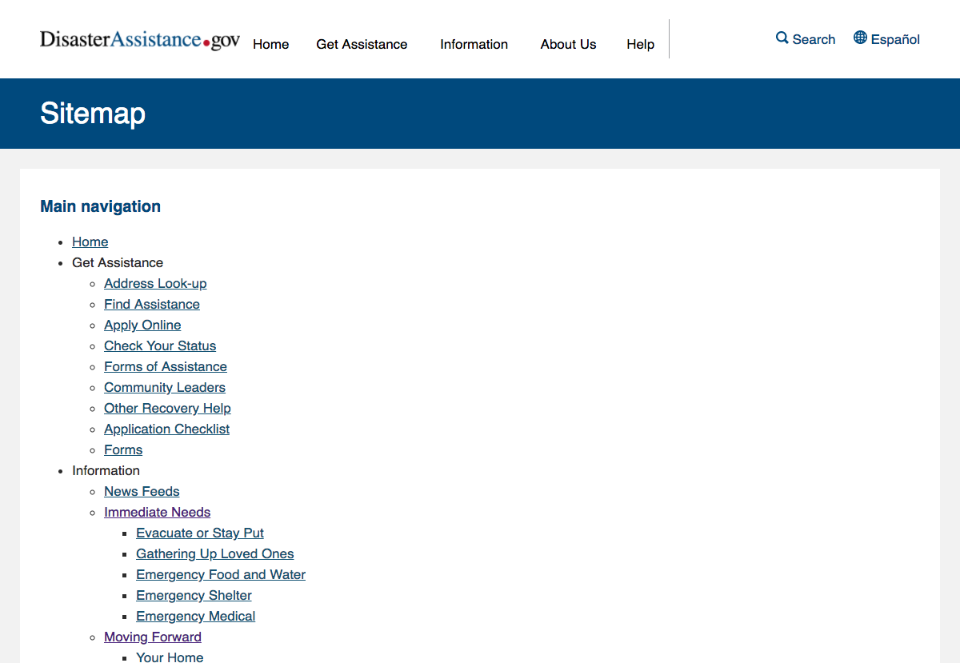 DisasterAssistance.gov Home Get Assistance Information About Us Help Search Español
Sitemap
Main navigation
Home
Get Assistance
Address Look-up
Find Assistance
Apply Online
Check Your Status
Forms of Assistance
Community Leaders
Other Recovery Help
Application Checklist
Forms
Information
News Feeds
Immediate Needs
Evacuate or Stay Put
Gathering Up Loved Ones
Emergency Food and Water
Emergency Shelter
Emergency Medical
Moving Forward
Your Home